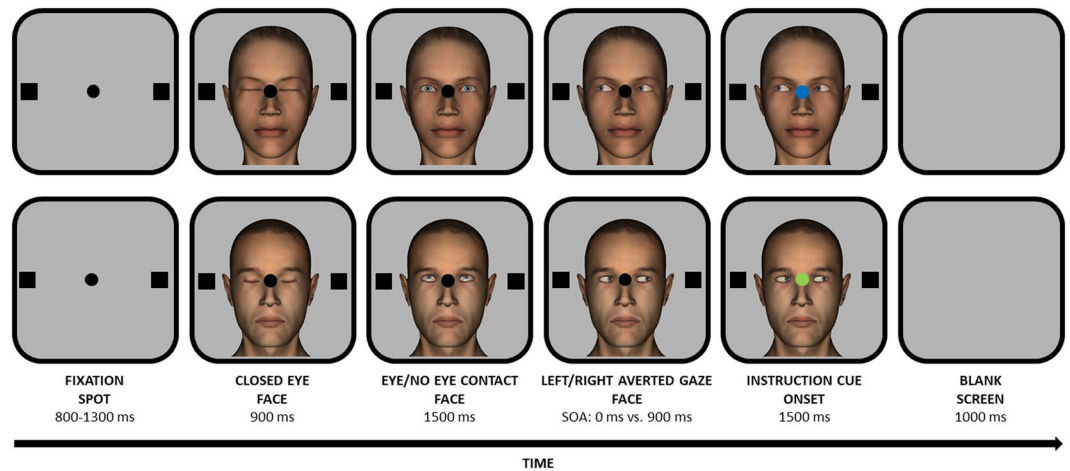 FIXATION
SPOT
800-1300 ms
CLOSED EYE
FACE
900 ms
EYE/NO EYE CONTACT
FACE
1500 ms
LEFT/RIGHT AVERTED GAZE
FACE
SOA: 0 ms vs. 900 ms
INSTRUCTION CUE
ONSET
1500 ms
BLANK
SCREEN
1000 ms
TIME